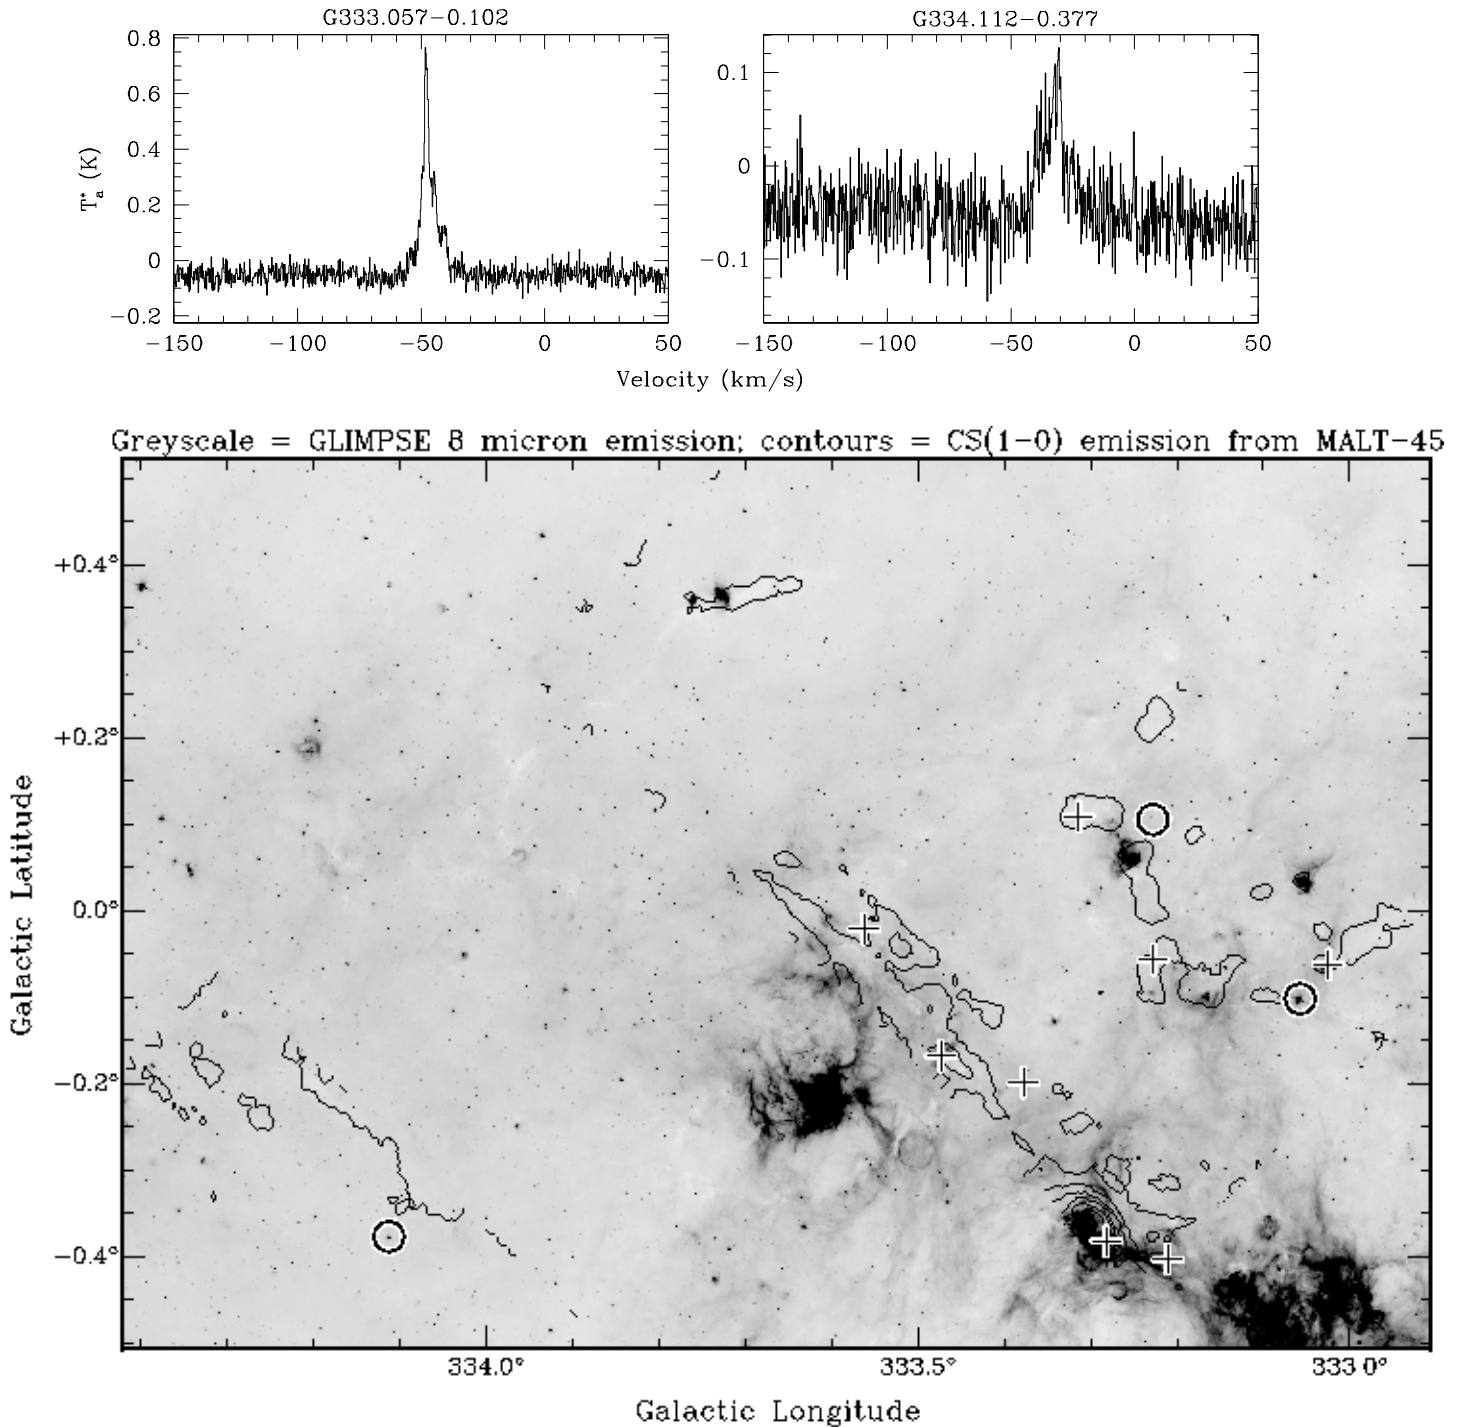 G333.057−0.102
G334.112−0.377
0.8
0.6
0.4
0.2
0
−0.2
T*a (K)
0.1
0
−0.1
−150 −100 −50 0 50
−150 −100 −50 0 50
Velocity (km/s)
Greyscale = GLIMPSE 8 micron emission; contours = CS(1-0) emission from MALT-45
+0.4°
+0.2°
0.0°
−0.2°
−0.4°
Galactic Latitude
334.0° 333.5° 333.0°
Galactic Longitude